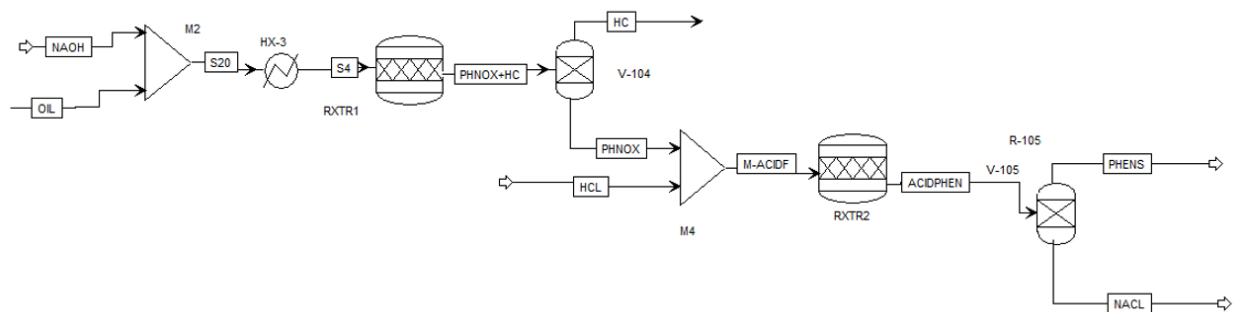 M2
NAOH
S20
OIL
HX-3
S4
RXTR1
PHNOX+HC
HC
V-104
PHNOX
HCL
M4
M-ACIDF
RXTR2
ACIDPHEN
R-105
V-105
PHENS
NACL